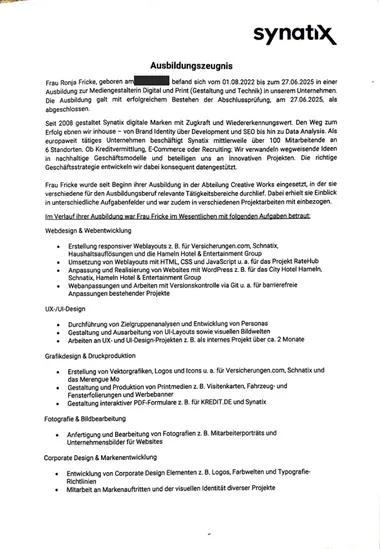 synatix
Ausbildungszeugnis
Frau Ronja Fricke, geboren am befand sich vom 01.08.2022 bis zum 27.06.2025 in einer
Ausbildung zur Mediengestalterin Digital und Print (Gestaltung und Technik) in unserem Unternehmen.
Die Ausbildung galt mit erfolgreichem Bestehen der Abschlussprüfung, am 27.06.2025, als
abgeschlossen.
Seit 2008 gestaltet Synatix digitale Marken mit Zugkraft und Wiedererkennungswert. Den Weg zum
Erfolg ebnen wir inhouse – von Brand Identity über Development und SEO bis hin zu Data Analysis. Als
europaweit tätiges Unternehmen beschäftigt Synatix mittlerweile über 100 Mitarbeitende an
6 Standorten. Ob Kreditvermittlung, E-Commerce oder Recruiting: Wir verwandeln wegweisende Ideen
in nachhaltige Geschäftsmodelle und beteiligen uns an innovativen Projekten. Die richtige
Geschäftsstrategie entwickeln wir dabei konsequent datengestützt.
Frau Fricke wurde seit Beginn ihrer Ausbildung in der Abteilung Creative Works eingesetzt, in der sie
verschiedene für den Ausbildungsberuf relevante Tätigkeitsbereiche durchlief. Dabei erhielt sie Einblick
in unterschiedliche Aufgabenfelder und war zudem in verschiedenen Projektarbeiten mit einbezogen.
Im Verlauf ihrer Ausbildung war Frau Fricke im Wesentlichen mit folgenden Aufgaben betraut:
Webdesign & Webentwicklung
• Erstellung responsiver Weblayouts z. B. für Versicherungen.com, Schnatix,
Haushaltsauflösungen und die Hameln Hotel & Entertainment Group
• Umsetzung von Weblayouts mit HTML, CSS und JavaScript u. a. für das Projekt RateHub
• Anpassung und Realisierung von Websites mit WordPress z. B. für das City Hotel Hameln,
Schnatix, Hameln Hotel & Entertainment Group
• Webanpassungen und Arbeiten mit Versionskontrolle via Git u. a. für barrierefreie
Anpassungen bestehender Projekte
UX-/UI-Design
• Durchführung von Zielgruppenanalysen und Entwicklung von Personas
• Gestaltung und Ausarbeitung von UI-Layouts sowie visuellen Bildwelten
• Arbeiten an UX- und UI-Design-Projekten z. B. als internes Projekt über ca. 2 Monate
Grafikdesign & Druckproduktion
• Erstellung von Vektorgrafiken, Logos und Icons u. a. für Versicherungen.com, Schnatix und
das Merengue Mo
• Gestaltung und Produktion von Printmedien z. B. Visitenkarten, Fahrzeug- und
Fensterfolierungen und Werbebanner
• Gestaltung interaktiver PDF-Formulare z. B. für KREDIT.DE und Synatix
Fotografie & Bildbearbeitung
• Anfertigung und Bearbeitung von Fotografien z. B. Mitarbeiterporträts und
Unternehmensbilder für Websites
Corporate Design & Markenentwicklung
• Entwicklung von Corporate Design Elementen z. B. Logos, Farbwelten und Typografie-
Richtlinien
• Mitarbeit an Markenauftritten und der visuellen Identität diverser Projekte